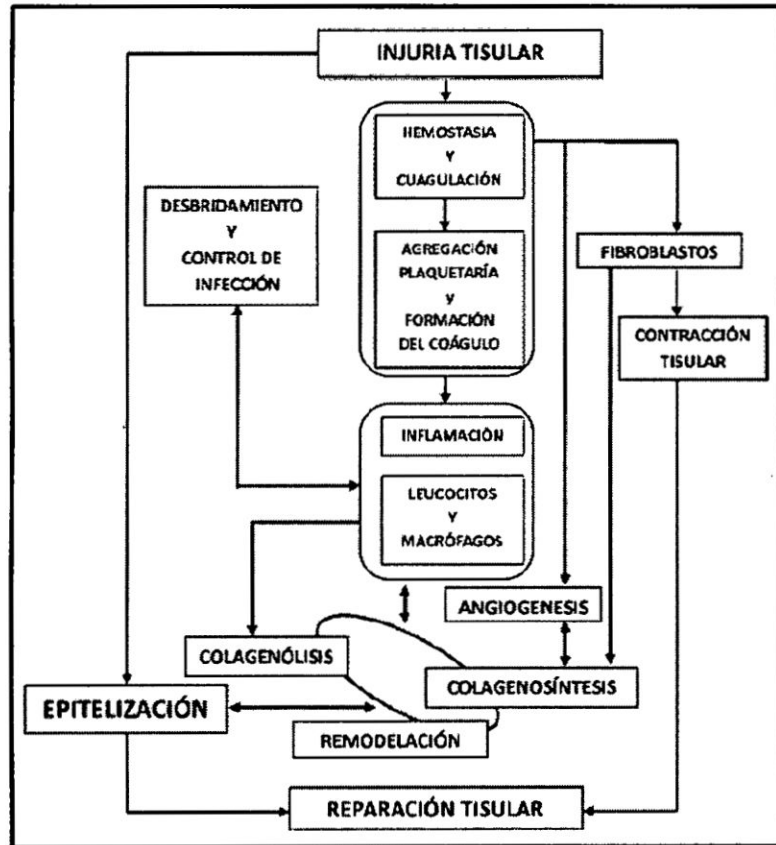 INJURIA TISULAR
HEMOSTASIA
Y
CUAGULACIÓN
DESBRIDAMIENTO
Y
CONTROL DE
INFECCIÓN
AGREGACIÓN
PLAQUETARÍA
y
FORMACIÓN
DEL COÁGULO
FIBROBLASTOS
CONTRACCIÓN
TISULAR
INFLAMACIÓN
LEUCOCITOS
Y
MACRÓFAGOS
ANGIOGENESIS
COLAGENÓLISIS
COLAGENOSÍNTESIS
EPITELIZACIÓN
REMODELACIÓN
REPARACIÓN TISULAR